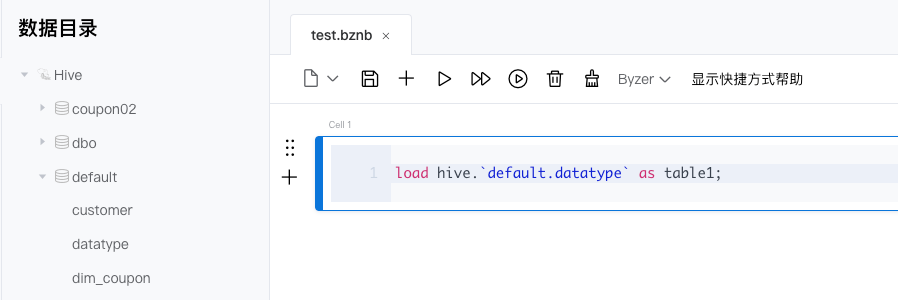 数据目录
Hive
coupon02
dbo
default
customer
datatype
dim_coupon
test.bznb ×
Byzer
显示快捷方式帮助
Cell 1
1 load hive.`default.datatype` as table1;